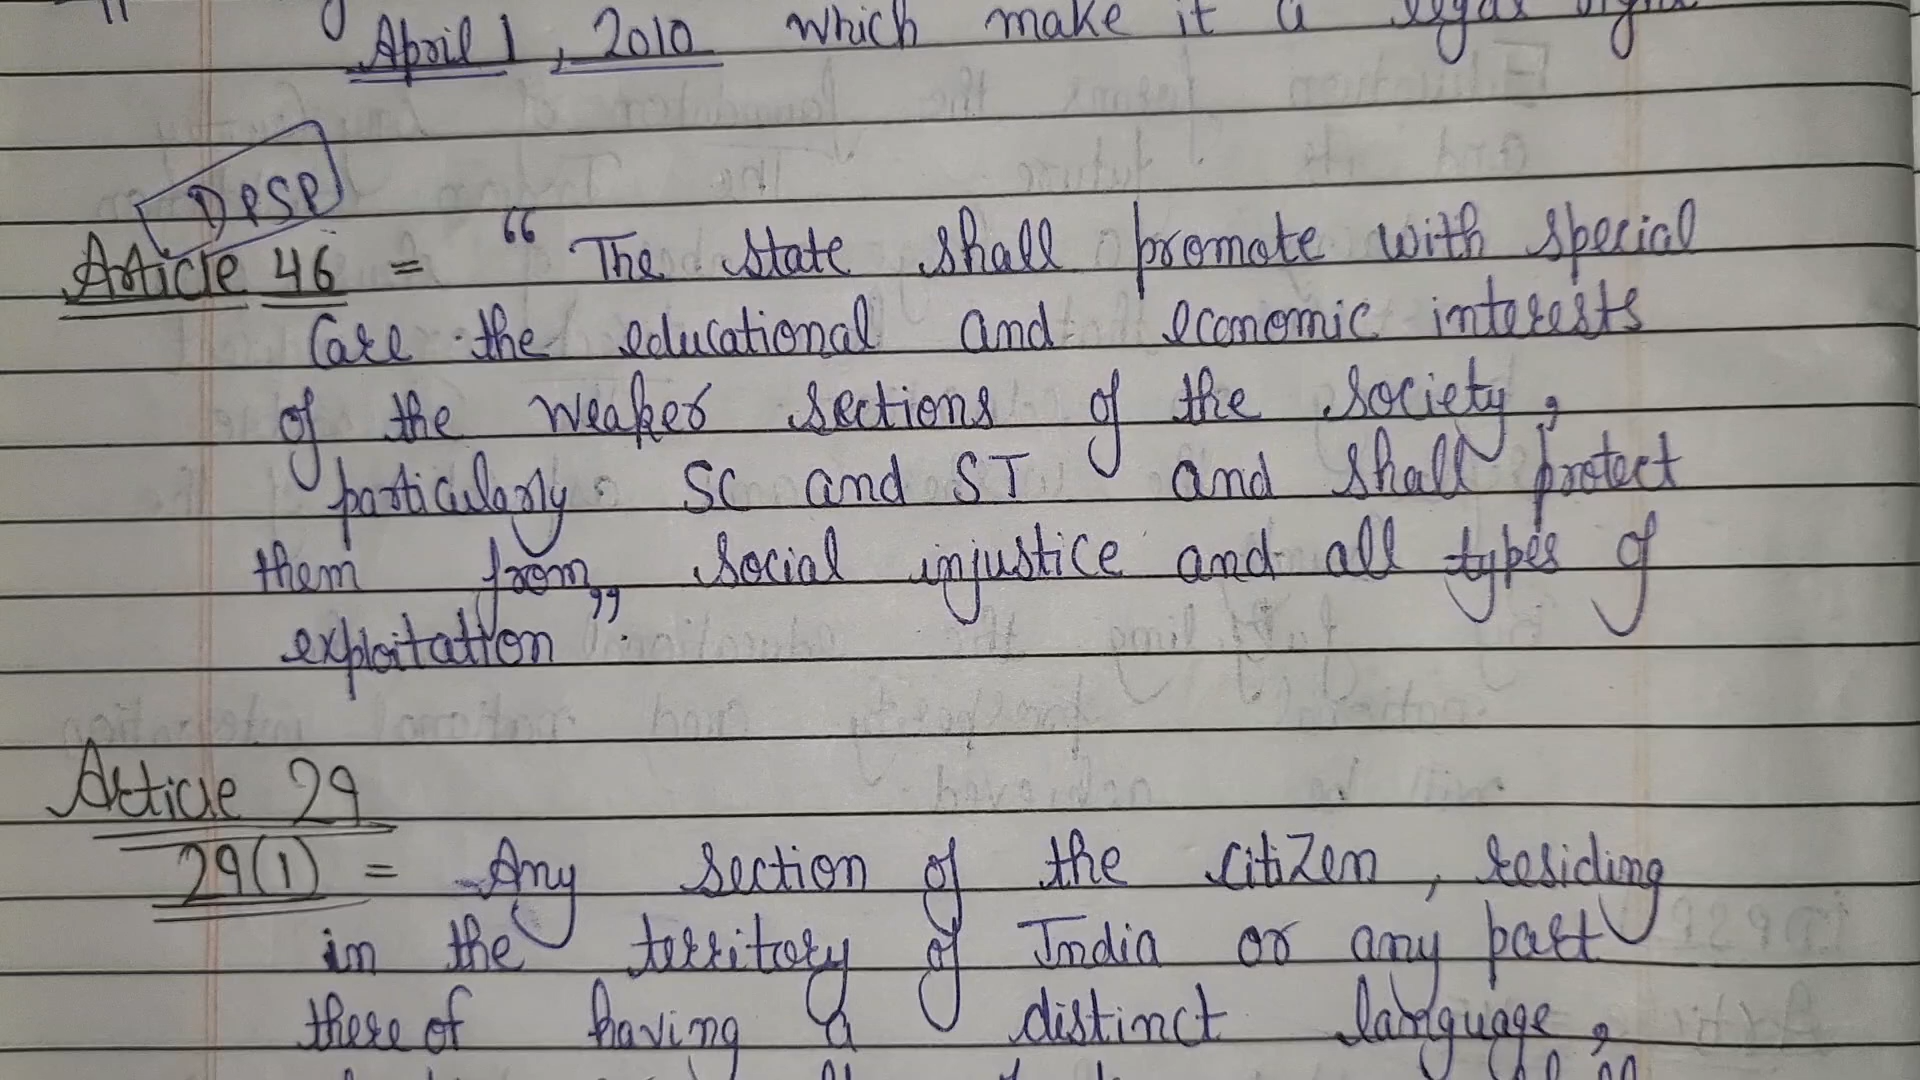 April 1, 2010 which make it a legal right
DPSP
Article 46 = " The state shall promote with special
Care the educational and economic interests
of the weaker sections of the society,
particularly SC and ST and shall protect
them from social injustice and all types of
exploitation".
Article 29
29(1) = Any section of the citizen, residing
in the territory of India or any part
there of having a distinct language,